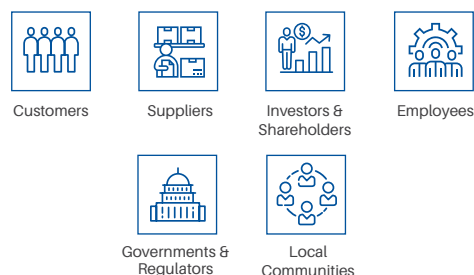 Customers
Suppliers
Investors &
Shareholders
Employees
Governments &
Regulators
Local
Communities